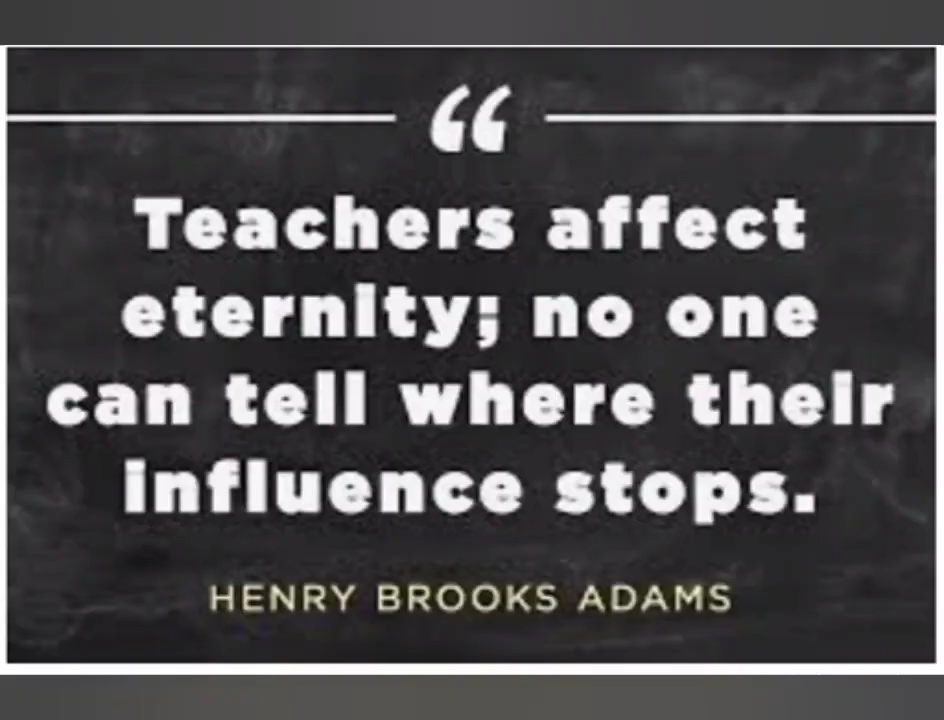 “
Teachers affect
eternity; no one
can tell where their
influence stops.
HENRY BROOKS ADAMS